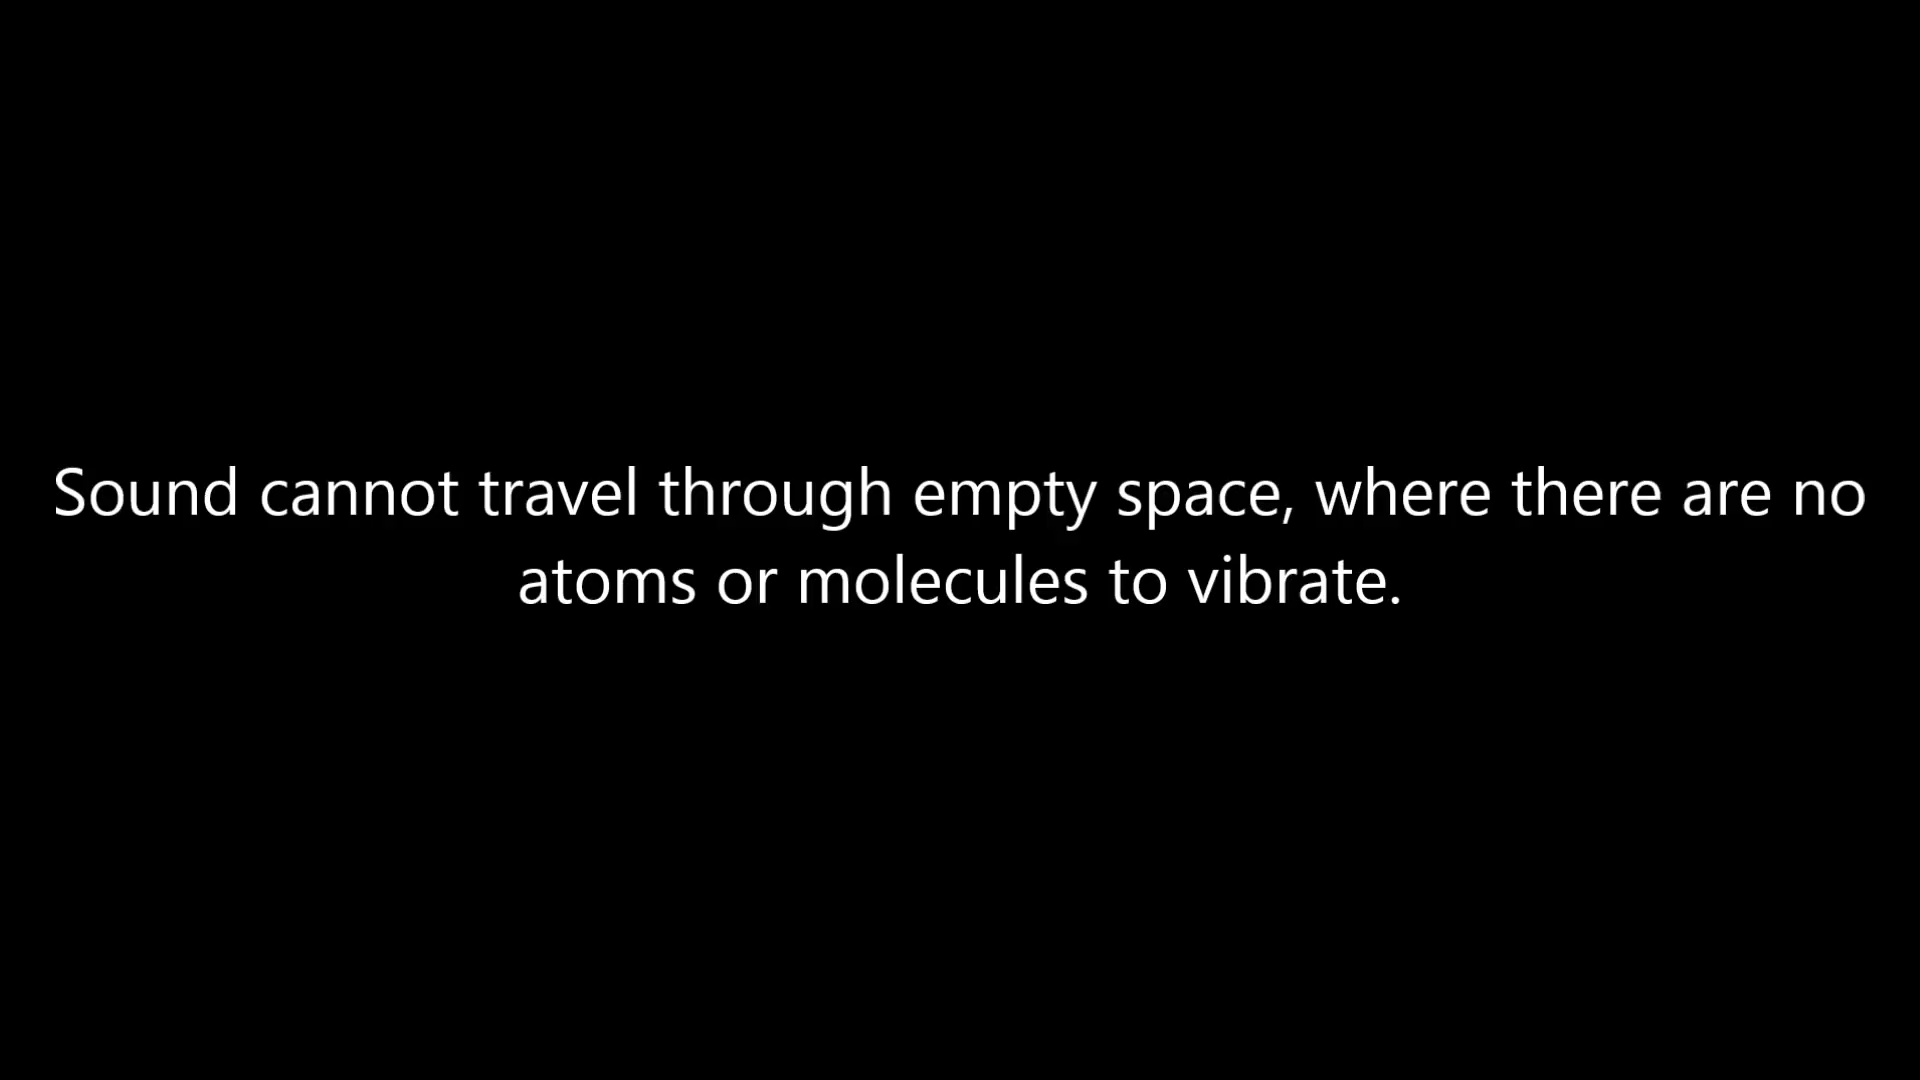 Sound cannot travel through empty space, where there are no
atoms or molecules to vibrate.